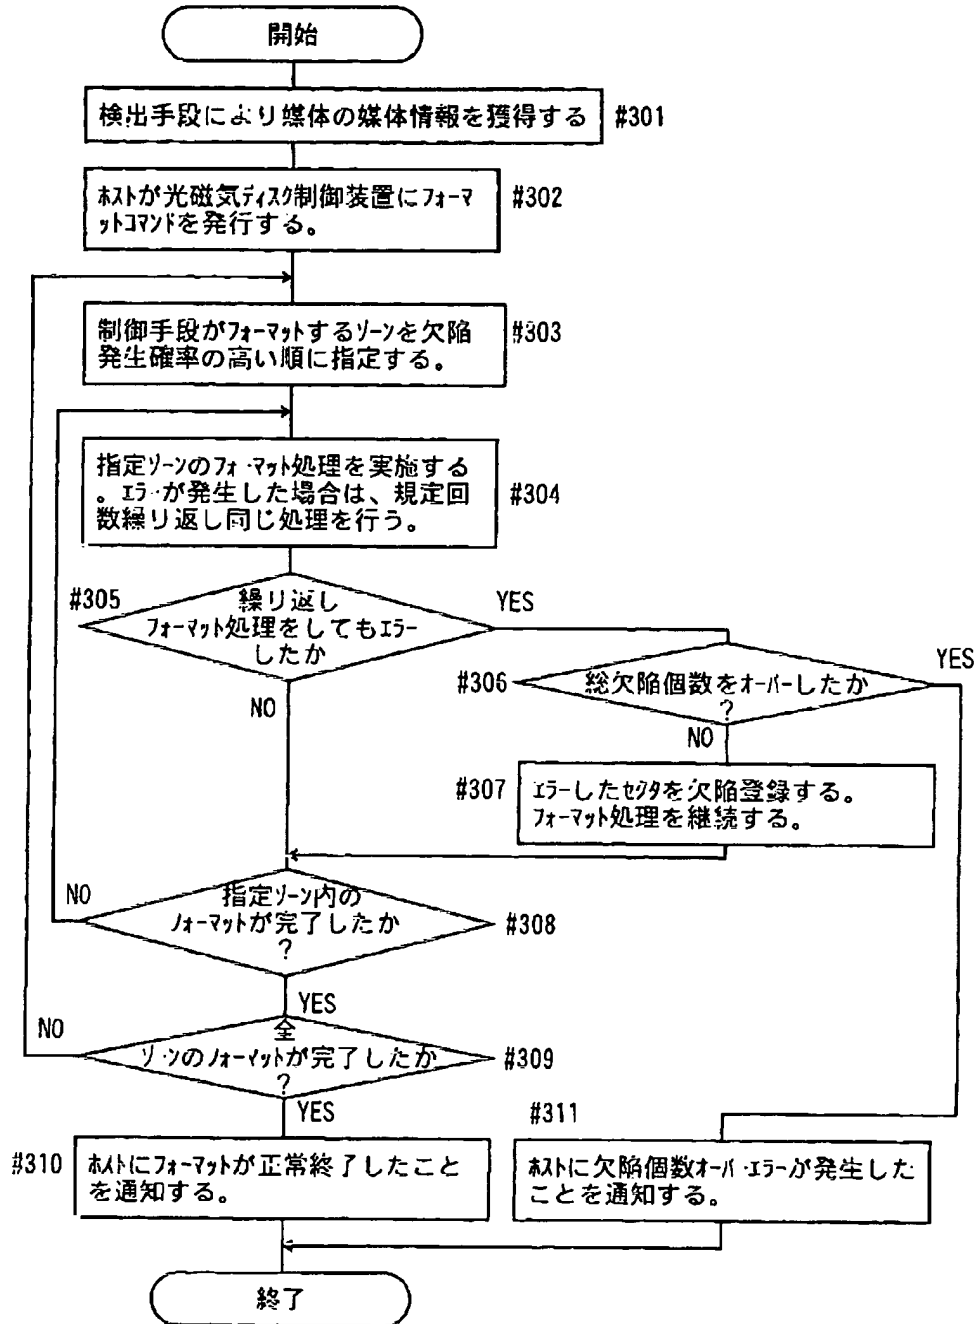 開始
検出手段により媒体の媒体情報を獲得する
#301
ホストが光磁気ディスク制御装置にフォーマ
ットコマンドを発行する。
#302
制御手段がフォーマットするゾーンを欠陥
発生確率の高い順に指定する。
#303
指定ゾーンのフォーマット処理を実施する
。エラーが発生した場合は、規定回
数繰り返し同じ処理を行う。
#304
#305
繰り返し
フォーマット処理をしてもエラー
したか
YES
NO
#306
総欠陥個数をオーバーしたか
?
YES
NO
#307
エラーしたセクタを欠陥登録する。
フォーマット処理を継続する。
NO
指定ゾーン内の
フォーマットが完了したか
?
#308
YES
NO
全
ゾーンのフォーマットが完了したか
?
#309
YES
#310
ホストにフォーマットが正常終了したこと
を通知する。
#311
ホストに欠陥個数オーバーエラーが発生した
ことを通知する。
終了